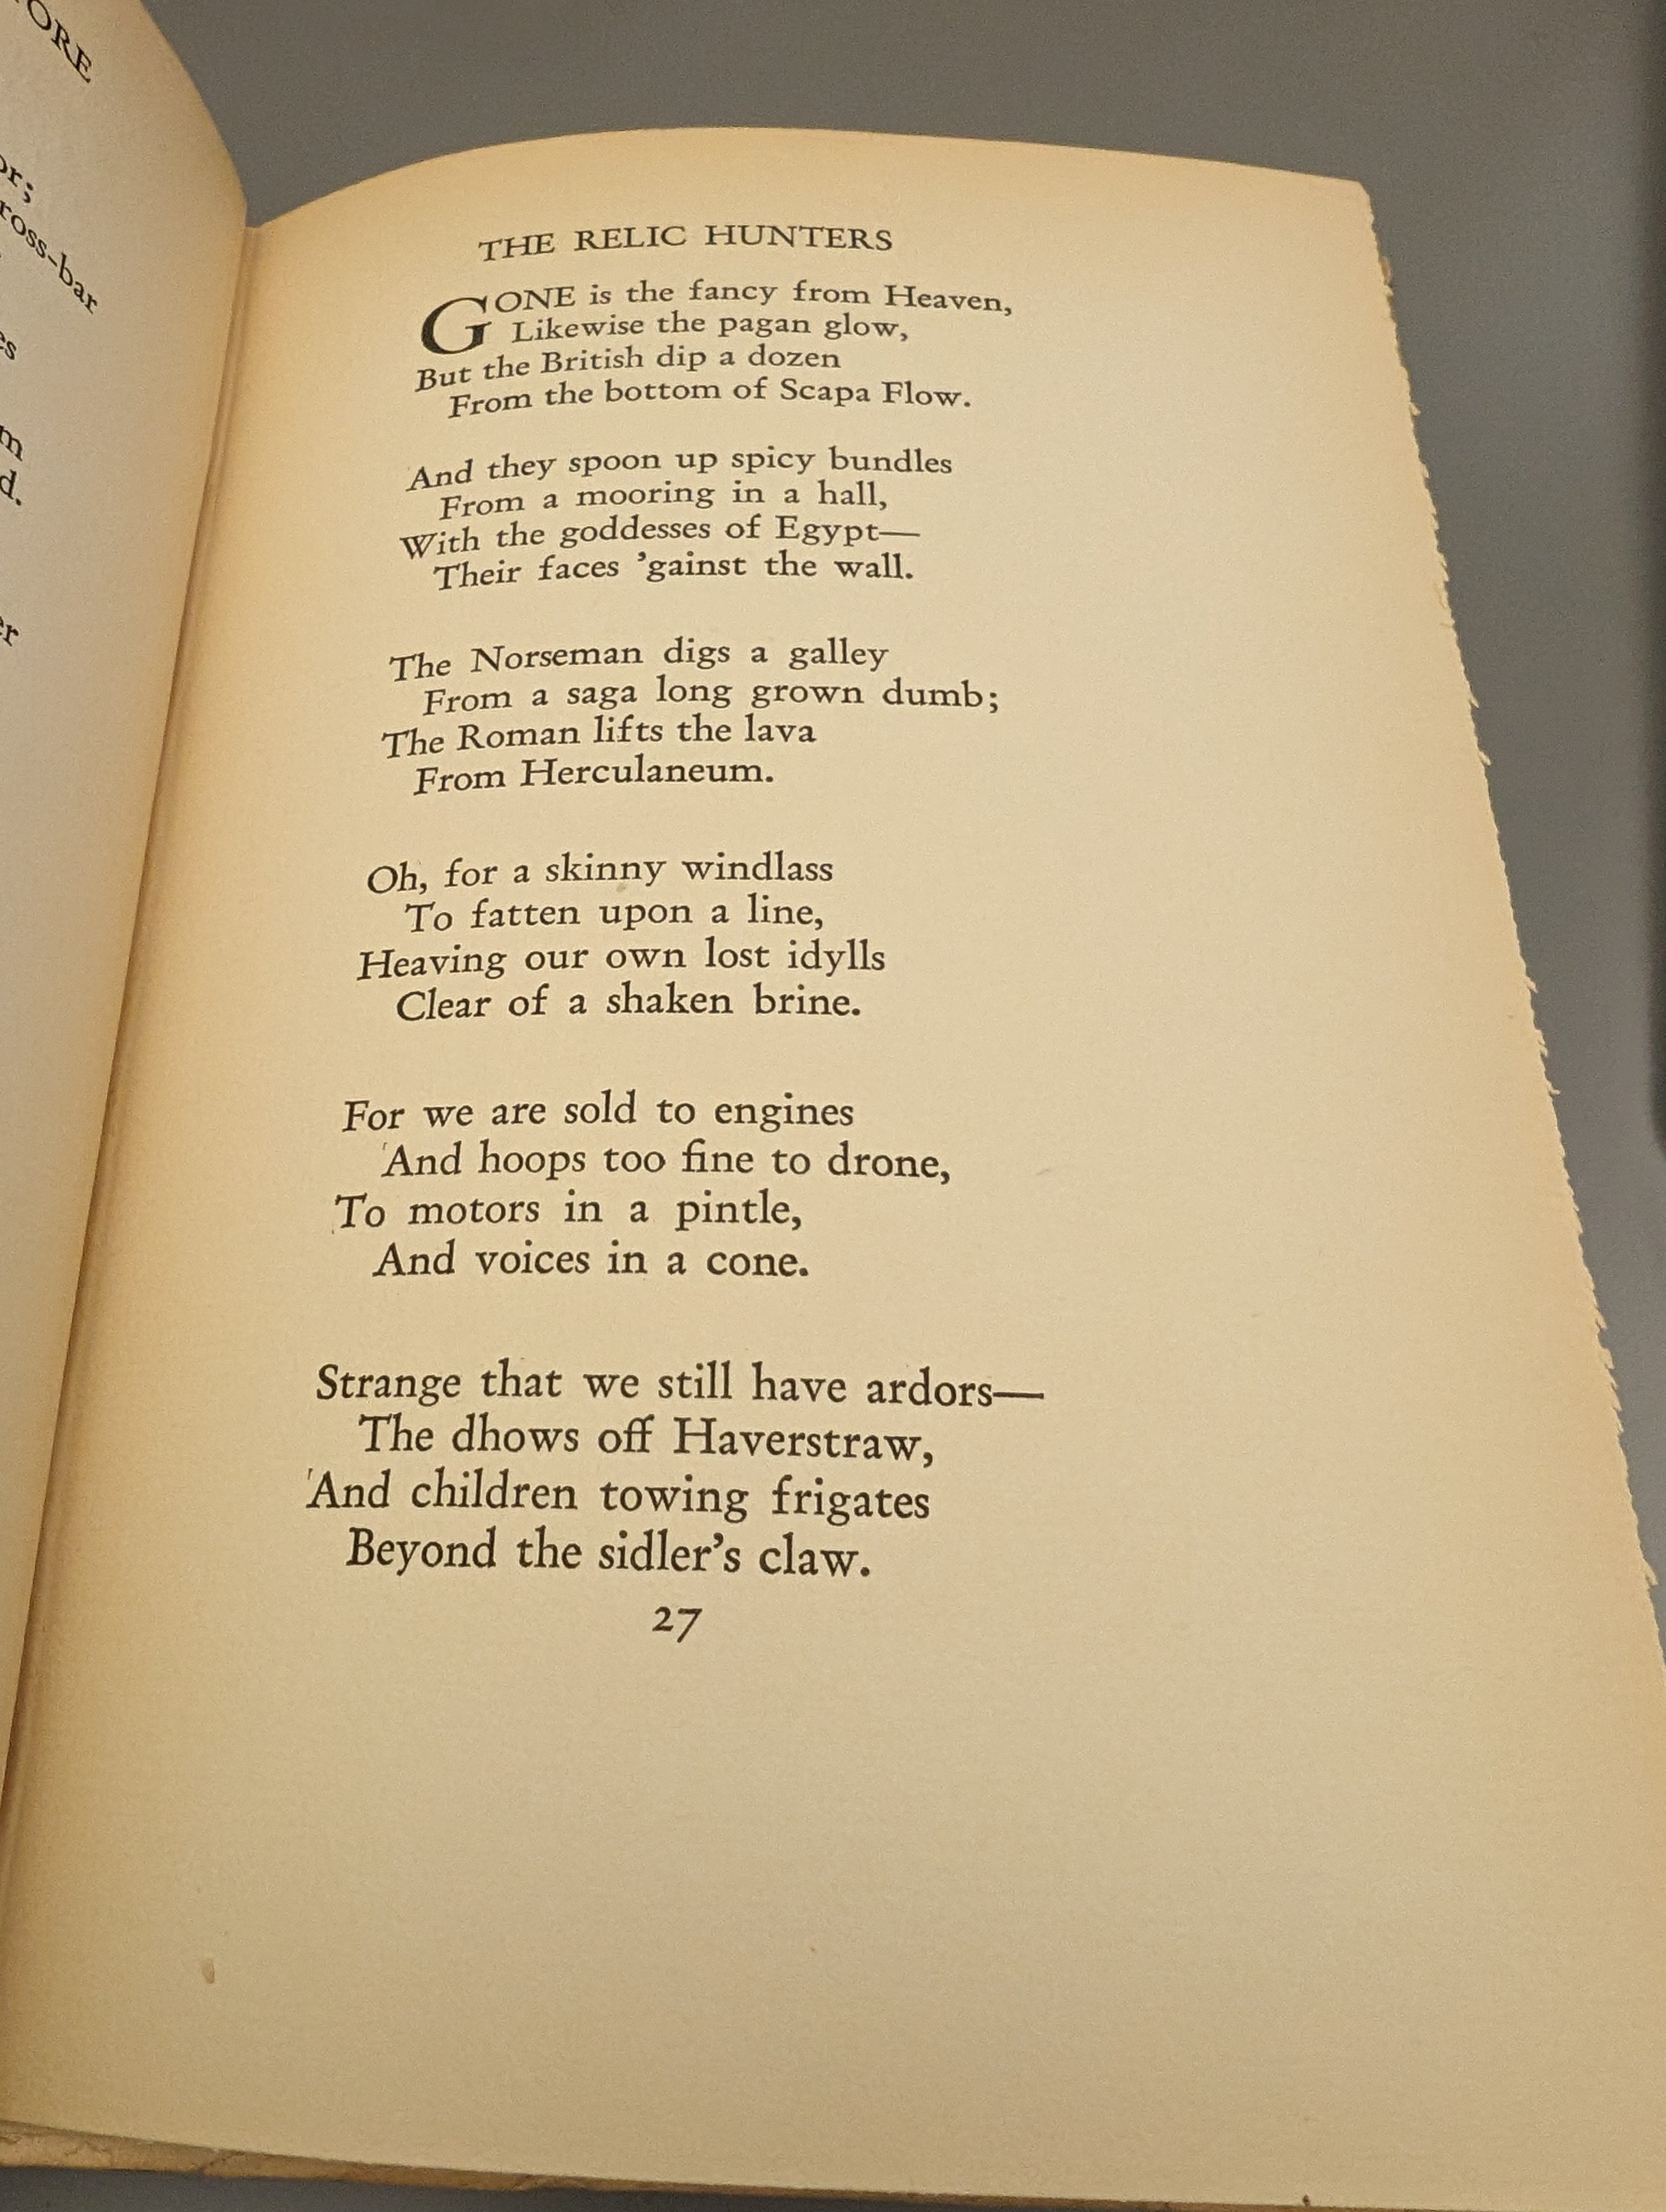 ORE
or;
ross-bar
es
m
d.
er
THE RELIC HUNTERS
GONE is the fancy from Heaven,
Likewise the pagan glow,
But the British dip a dozen
From the bottom of Scapa Flow.
And they spoon up spicy bundles
From a mooring in a hall,
With the goddesses of Egypt—
Their faces ’gainst the wall.
The Norseman digs a galley
From a saga long grown dumb;
The Roman lifts the lava
From Herculaneum.
Oh, for a skinny windlass
To fatten upon a line,
Heaving our own lost idylls
Clear of a shaken brine.
For we are sold to engines
And hoops too fine to drone,
To motors in a pintle,
And voices in a cone.
Strange that we still have ardors—
The dhows off Haverstraw,
And children towing frigates
Beyond the sidler’s claw.
27